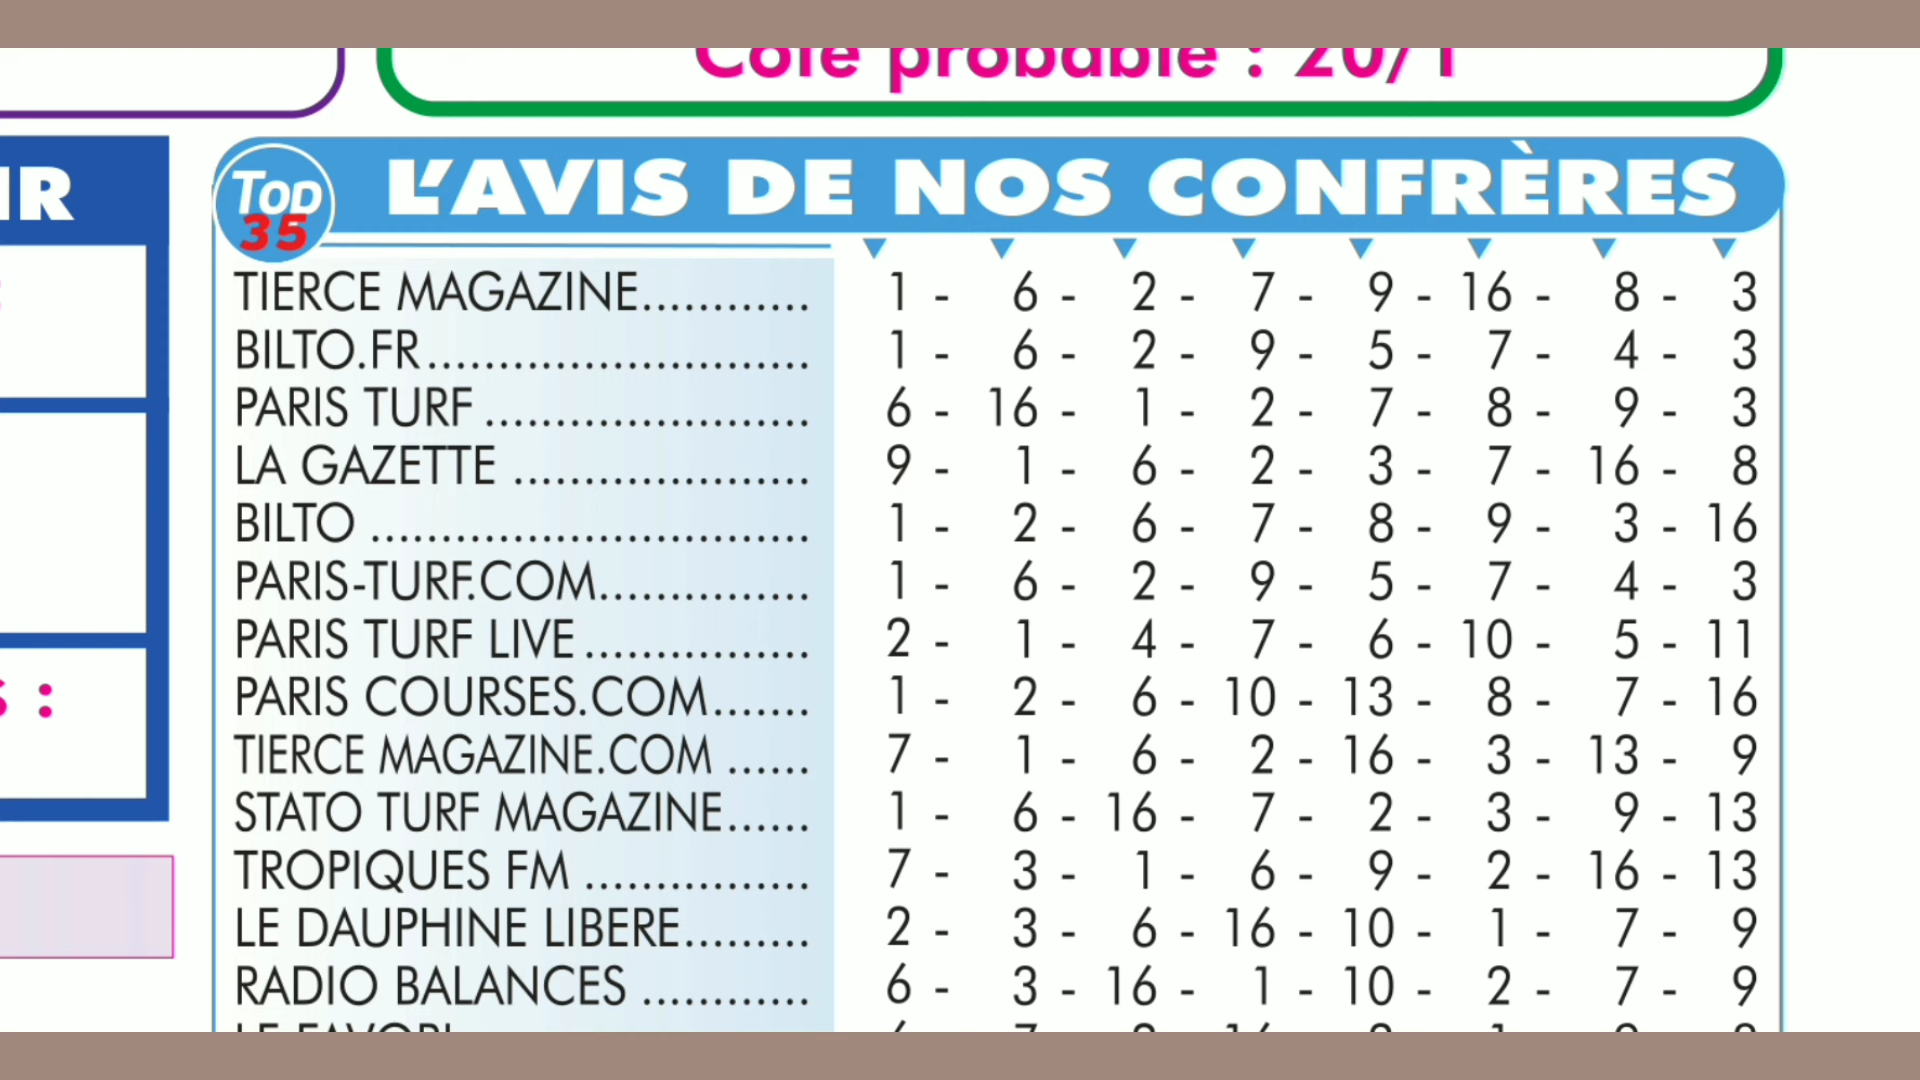 Cote probable : 20/1
IR
Top
35
L'AVIS DE NOS CONFRÈRES
TIERCE MAGAZINE............ 1 - 6 - 2 - 7 - 9 - 16 - 8 - 3
BILTO.FR........................... 1 - 6 - 2 - 9 - 5 - 7 - 4 - 3
PARIS TURF ....................... 6 - 16 - 1 - 2 - 7 - 8 - 9 - 3
LA GAZETTE ..................... 9 - 1 - 6 - 2 - 3 - 7 - 16 - 8
BILTO ............................... 1 - 2 - 6 - 7 - 8 - 9 - 3 - 16
PARIS-TURF.COM............... 1 - 6 - 2 - 9 - 5 - 7 - 4 - 3
PARIS TURF LIVE ................ 2 - 1 - 4 - 7 - 6 - 10 - 5 - 11
PARIS COURSES.COM....... 1 - 2 - 6 - 10 - 13 - 8 - 7 - 16
TIERCE MAGAZINE.COM ...... 7 - 1 - 6 - 2 - 16 - 3 - 13 - 9
STATO TURF MAGAZINE...... 1 - 6 - 16 - 7 - 2 - 3 - 9 - 13
S :
TROPIQUES FM ................ 7 - 3 - 1 - 6 - 9 - 2 - 16 - 13
LE DAUPHINE LIBERE......... 2 - 3 - 6 - 16 - 10 - 1 - 7 - 9
RADIO BALANCES ............ 6 - 3 - 16 - 1 - 10 - 2 - 7 - 9